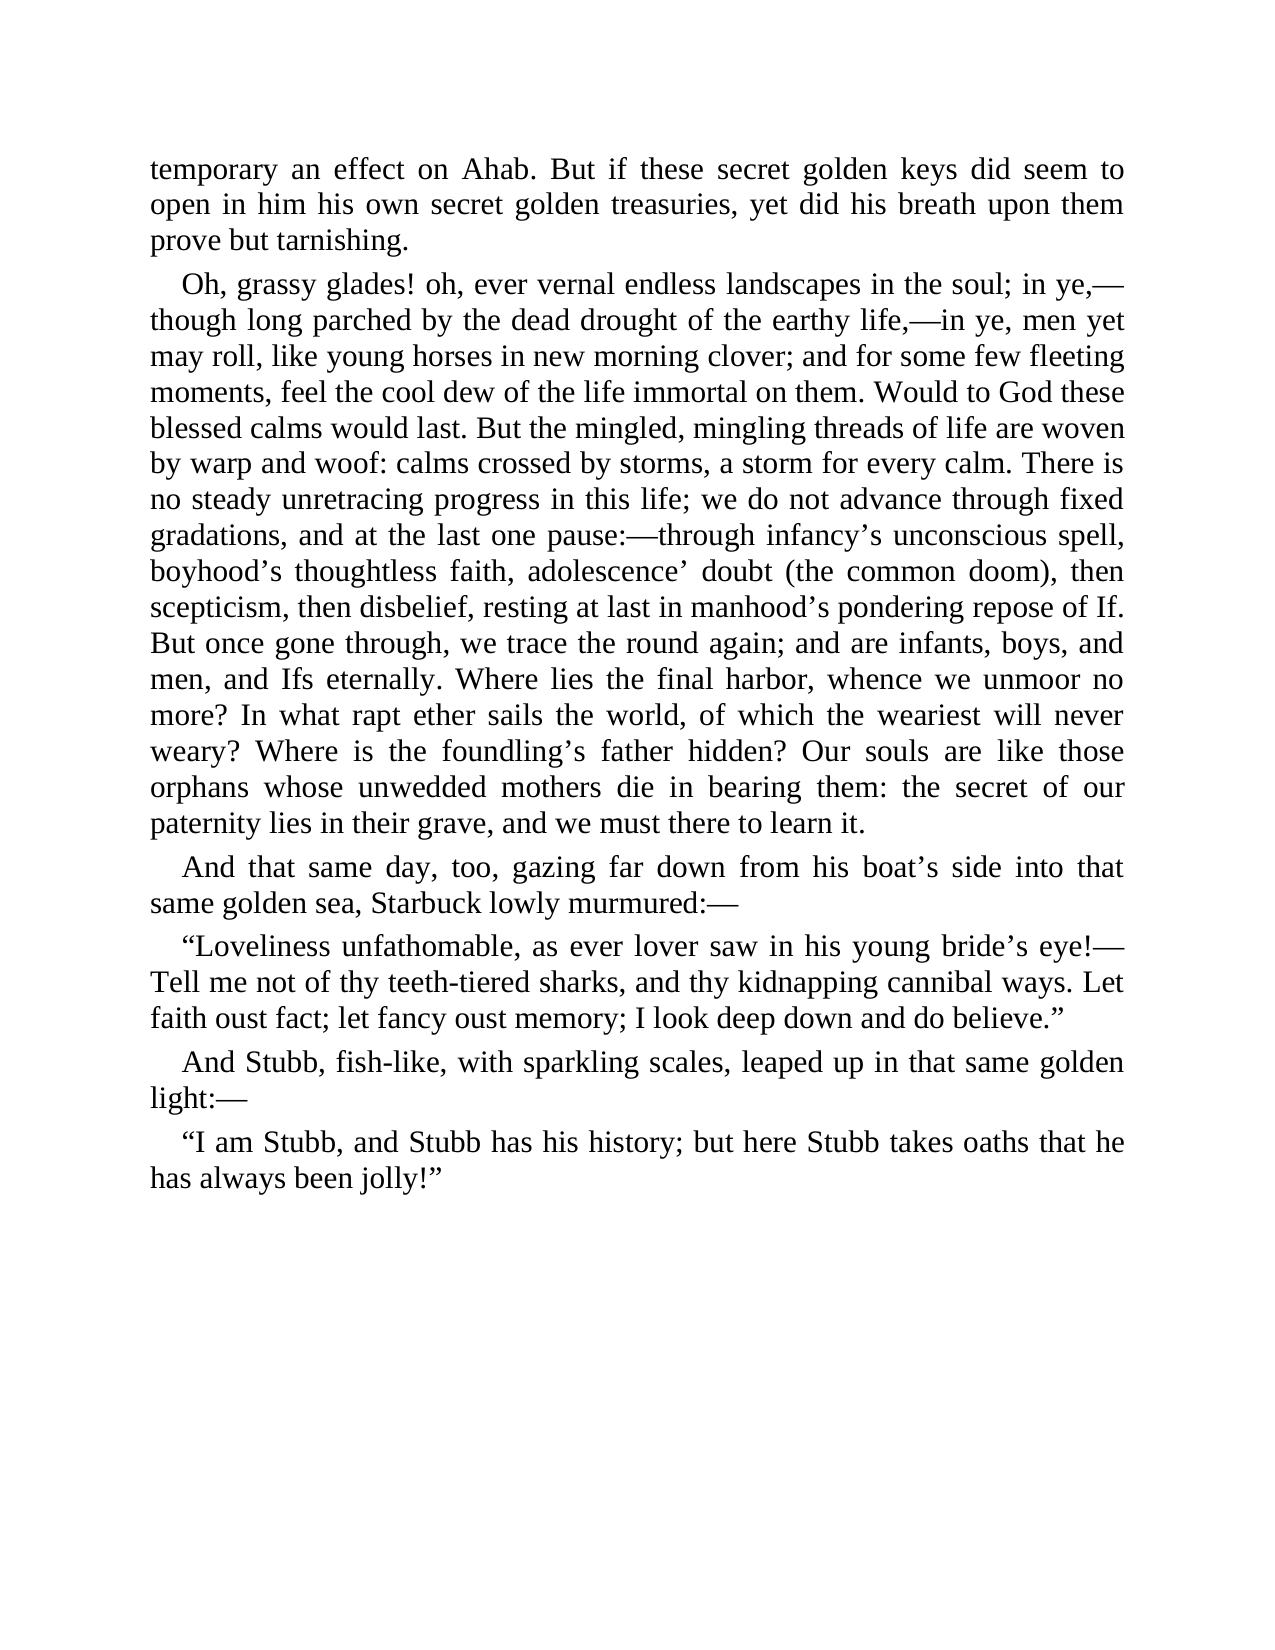 temporary an effect on Ahab. But if these secret golden keys did seem to
open in him his own secret golden treasuries, yet did his breath upon them
prove but tarnishing.
Oh, grassy glades! oh, ever vernal endless landscapes in the soul; in ye,—
though long parched by the dead drought of the earthy life,—in ye, men yet
may roll, like young horses in new morning clover; and for some few fleeting
moments, feel the cool dew of the life immortal on them. Would to God these
blessed calms would last. But the mingled, mingling threads of life are woven
by warp and woof: calms crossed by storms, a storm for every calm. There is
no steady unretracing progress in this life; we do not advance through fixed
gradations, and at the last one pause:—through infancy’s unconscious spell,
boyhood’s thoughtless faith, adolescence’ doubt (the common doom), then
scepticism, then disbelief, resting at last in manhood’s pondering repose of If.
But once gone through, we trace the round again; and are infants, boys, and
men, and Ifs eternally. Where lies the final harbor, whence we unmoor no
more? In what rapt ether sails the world, of which the weariest will never
weary? Where is the foundling’s father hidden? Our souls are like those
orphans whose unwedded mothers die in bearing them: the secret of our
paternity lies in their grave, and we must there to learn it.
And that same day, too, gazing far down from his boat’s side into that
same golden sea, Starbuck lowly murmured:—
“Loveliness unfathomable, as ever lover saw in his young bride’s eye!—
Tell me not of thy teeth-tiered sharks, and thy kidnapping cannibal ways. Let
faith oust fact; let fancy oust memory; I look deep down and do believe.”
And Stubb, fish-like, with sparkling scales, leaped up in that same golden
light:—
“I am Stubb, and Stubb has his history; but here Stubb takes oaths that he
has always been jolly!”